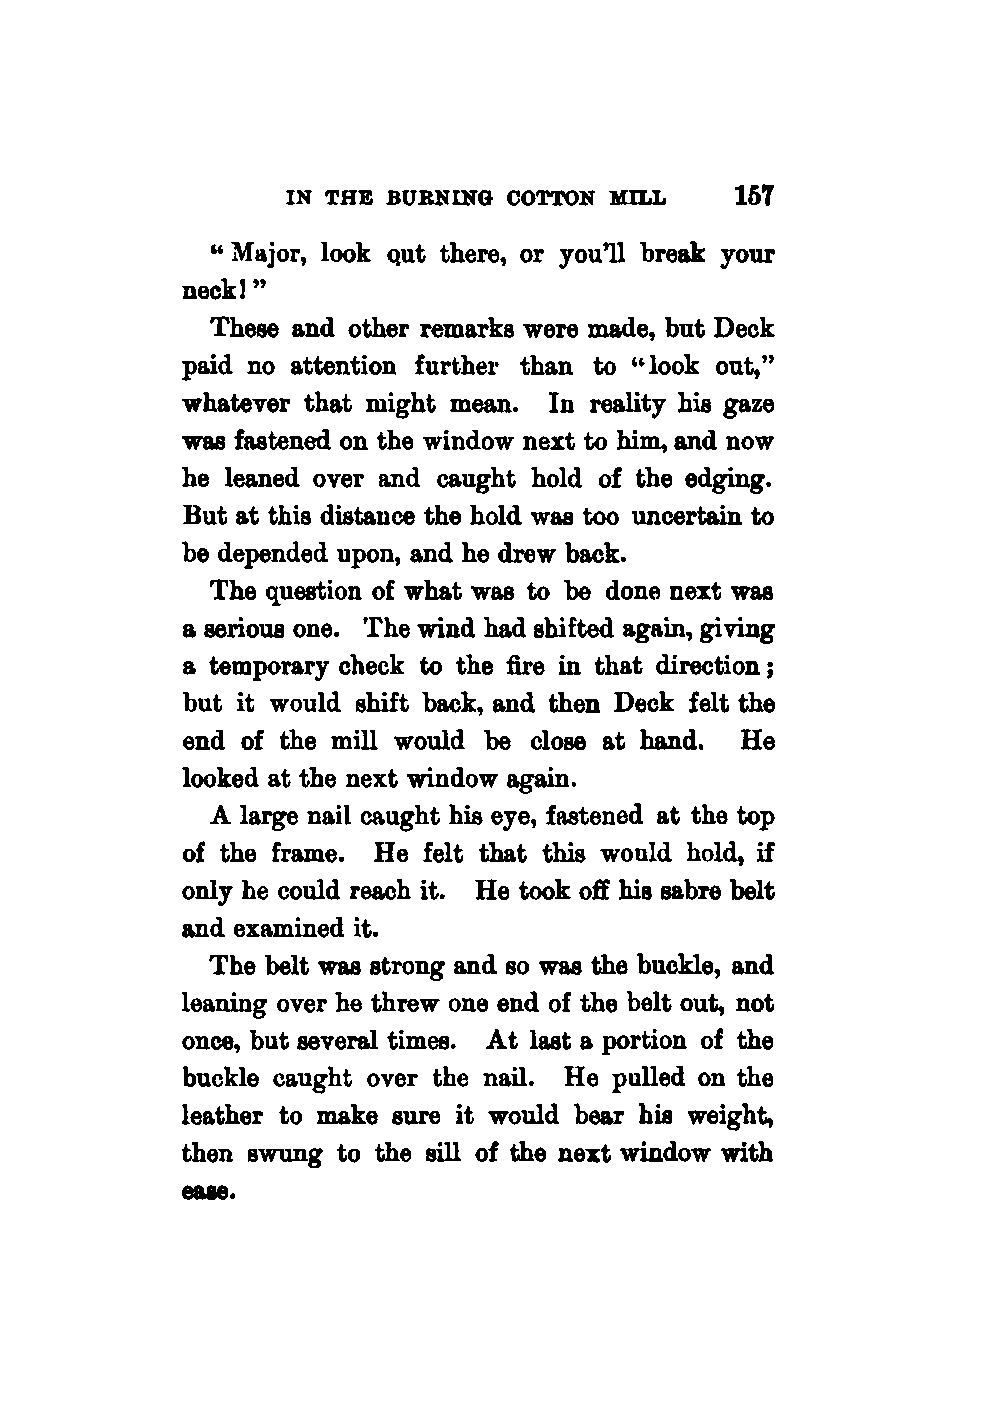 IN THE BURNING COTTON MILL 157
“Major, look out there, or you’ll break your
neck!”
These and other remarks were made, but Deck
paid no attention further than to “look out,”
whatever that might mean. In reality his gaze
was fastened on the window next to him, and now
he leaned over and caught hold of the edging.
But at this distance the hold was too uncertain to
be depended upon, and he drew back.
The question of what was to be done next was
a serious one. The wind had shifted again, giving
a temporary check to the fire in that direction;
but it would shift back, and then Deck felt the
end of the mill would be close at hand. He
looked at the next window again.
A large nail caught his eye, fastened at the top
of the frame. He felt that this would hold, if
only he could reach it. He took off his sabre belt
and examined it.
The belt was strong and so was the buckle, and
leaning over he threw one end of the belt out, not
once, but several times. At last a portion of the
buckle caught over the nail. He pulled on the
leather to make sure it would bear his weight,
then swung to the sill of the next window with
ease.